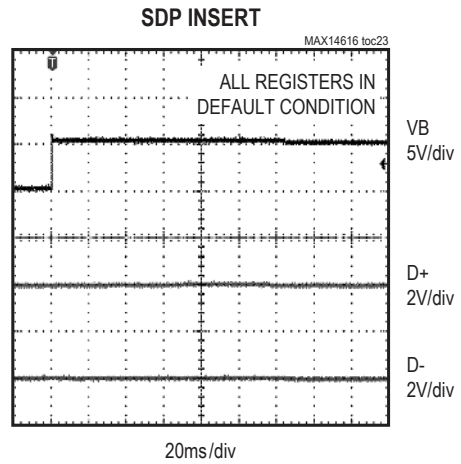 SDP INSERT
MAX14616 toc23
T
ALL REGISTERS IN
DEFAULT CONDITION
VB
5V/div
D+
2V/div
D-
2V/div
20ms/div